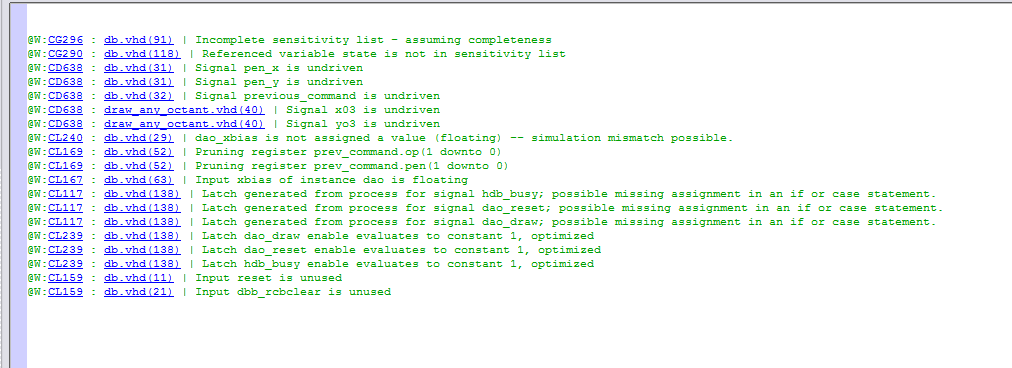 @W:CG296 : db.vhd(91) | Incomplete sensitivity list - assuming completeness
@W:CG290 : db.vhd(118) | Referenced variable state is not in sensitivity list
@W:CD638 : db.vhd(31) | Signal pen_x is undriven
@W:CD638 : db.vhd(31) | Signal pen_y is undriven
@W:CD638 : db.vhd(32) | Signal previous_command is undriven
@W:CD638 : draw_any_octant.vhd(40) | Signal x03 is undriven
@W:CD638 : draw_any_octant.vhd(40) | Signal yo3 is undriven
@W:CL240 : db.vhd(29) | dao_xbias is not assigned a value (floating) -- simulation mismatch possible.
@W:CL169 : db.vhd(52) | Pruning register prev_command.op(1 downto 0)
@W:CL169 : db.vhd(52) | Pruning register prev_command.pen(1 downto 0)
@W:CL167 : db.vhd(63) | Input xbias of instance dao is floating
@W:CL117 : db.vhd(138) | Latch generated from process for signal hdb_busy; possible missing assignment in an if or case statement.
@W:CL117 : db.vhd(138) | Latch generated from process for signal dao_reset; possible missing assignment in an if or case statement.
@W:CL117 : db.vhd(138) | Latch generated from process for signal dao_draw; possible missing assignment in an if or case statement.
@W:CL239 : db.vhd(138) | Latch dao_draw enable evaluates to constant 1, optimized
@W:CL239 : db.vhd(138) | Latch dao_reset enable evaluates to constant 1, optimized
@W:CL239 : db.vhd(138) | Latch hdb_busy enable evaluates to constant 1, optimized
@W:CL159 : db.vhd(11) | Input reset is unused
@W:CL159 : db.vhd(21) | Input dbb_rcbclear is unused